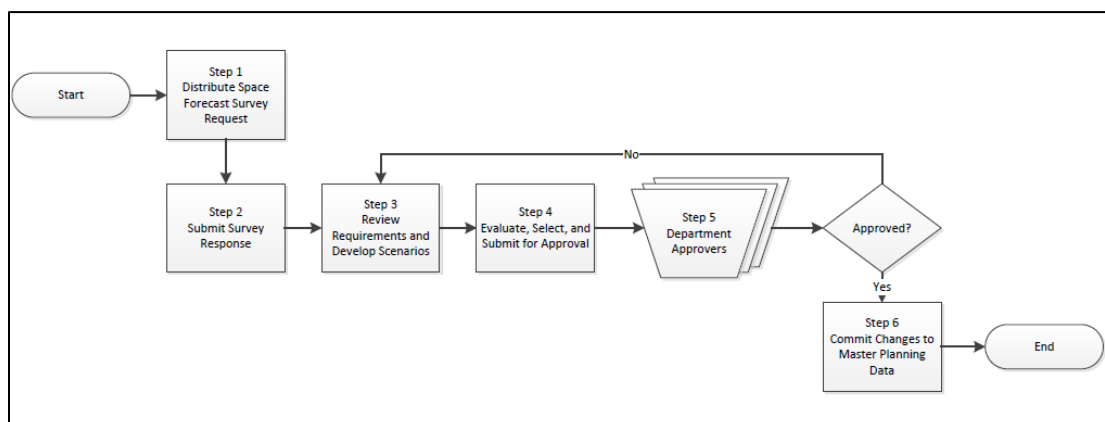 Start
Step 1
Distribute Space
Forecast Survey
Request
No
Step 2
Submit Survey
Response
Step 3
Review
Requirements and
Develop Scenarios
Step 4
Evaluate, Select, and
Submit for Approval
Step 5
Department
Approvers
Approved?
Yes
Step 6
Commit Changes to
Master Planning
Data
End